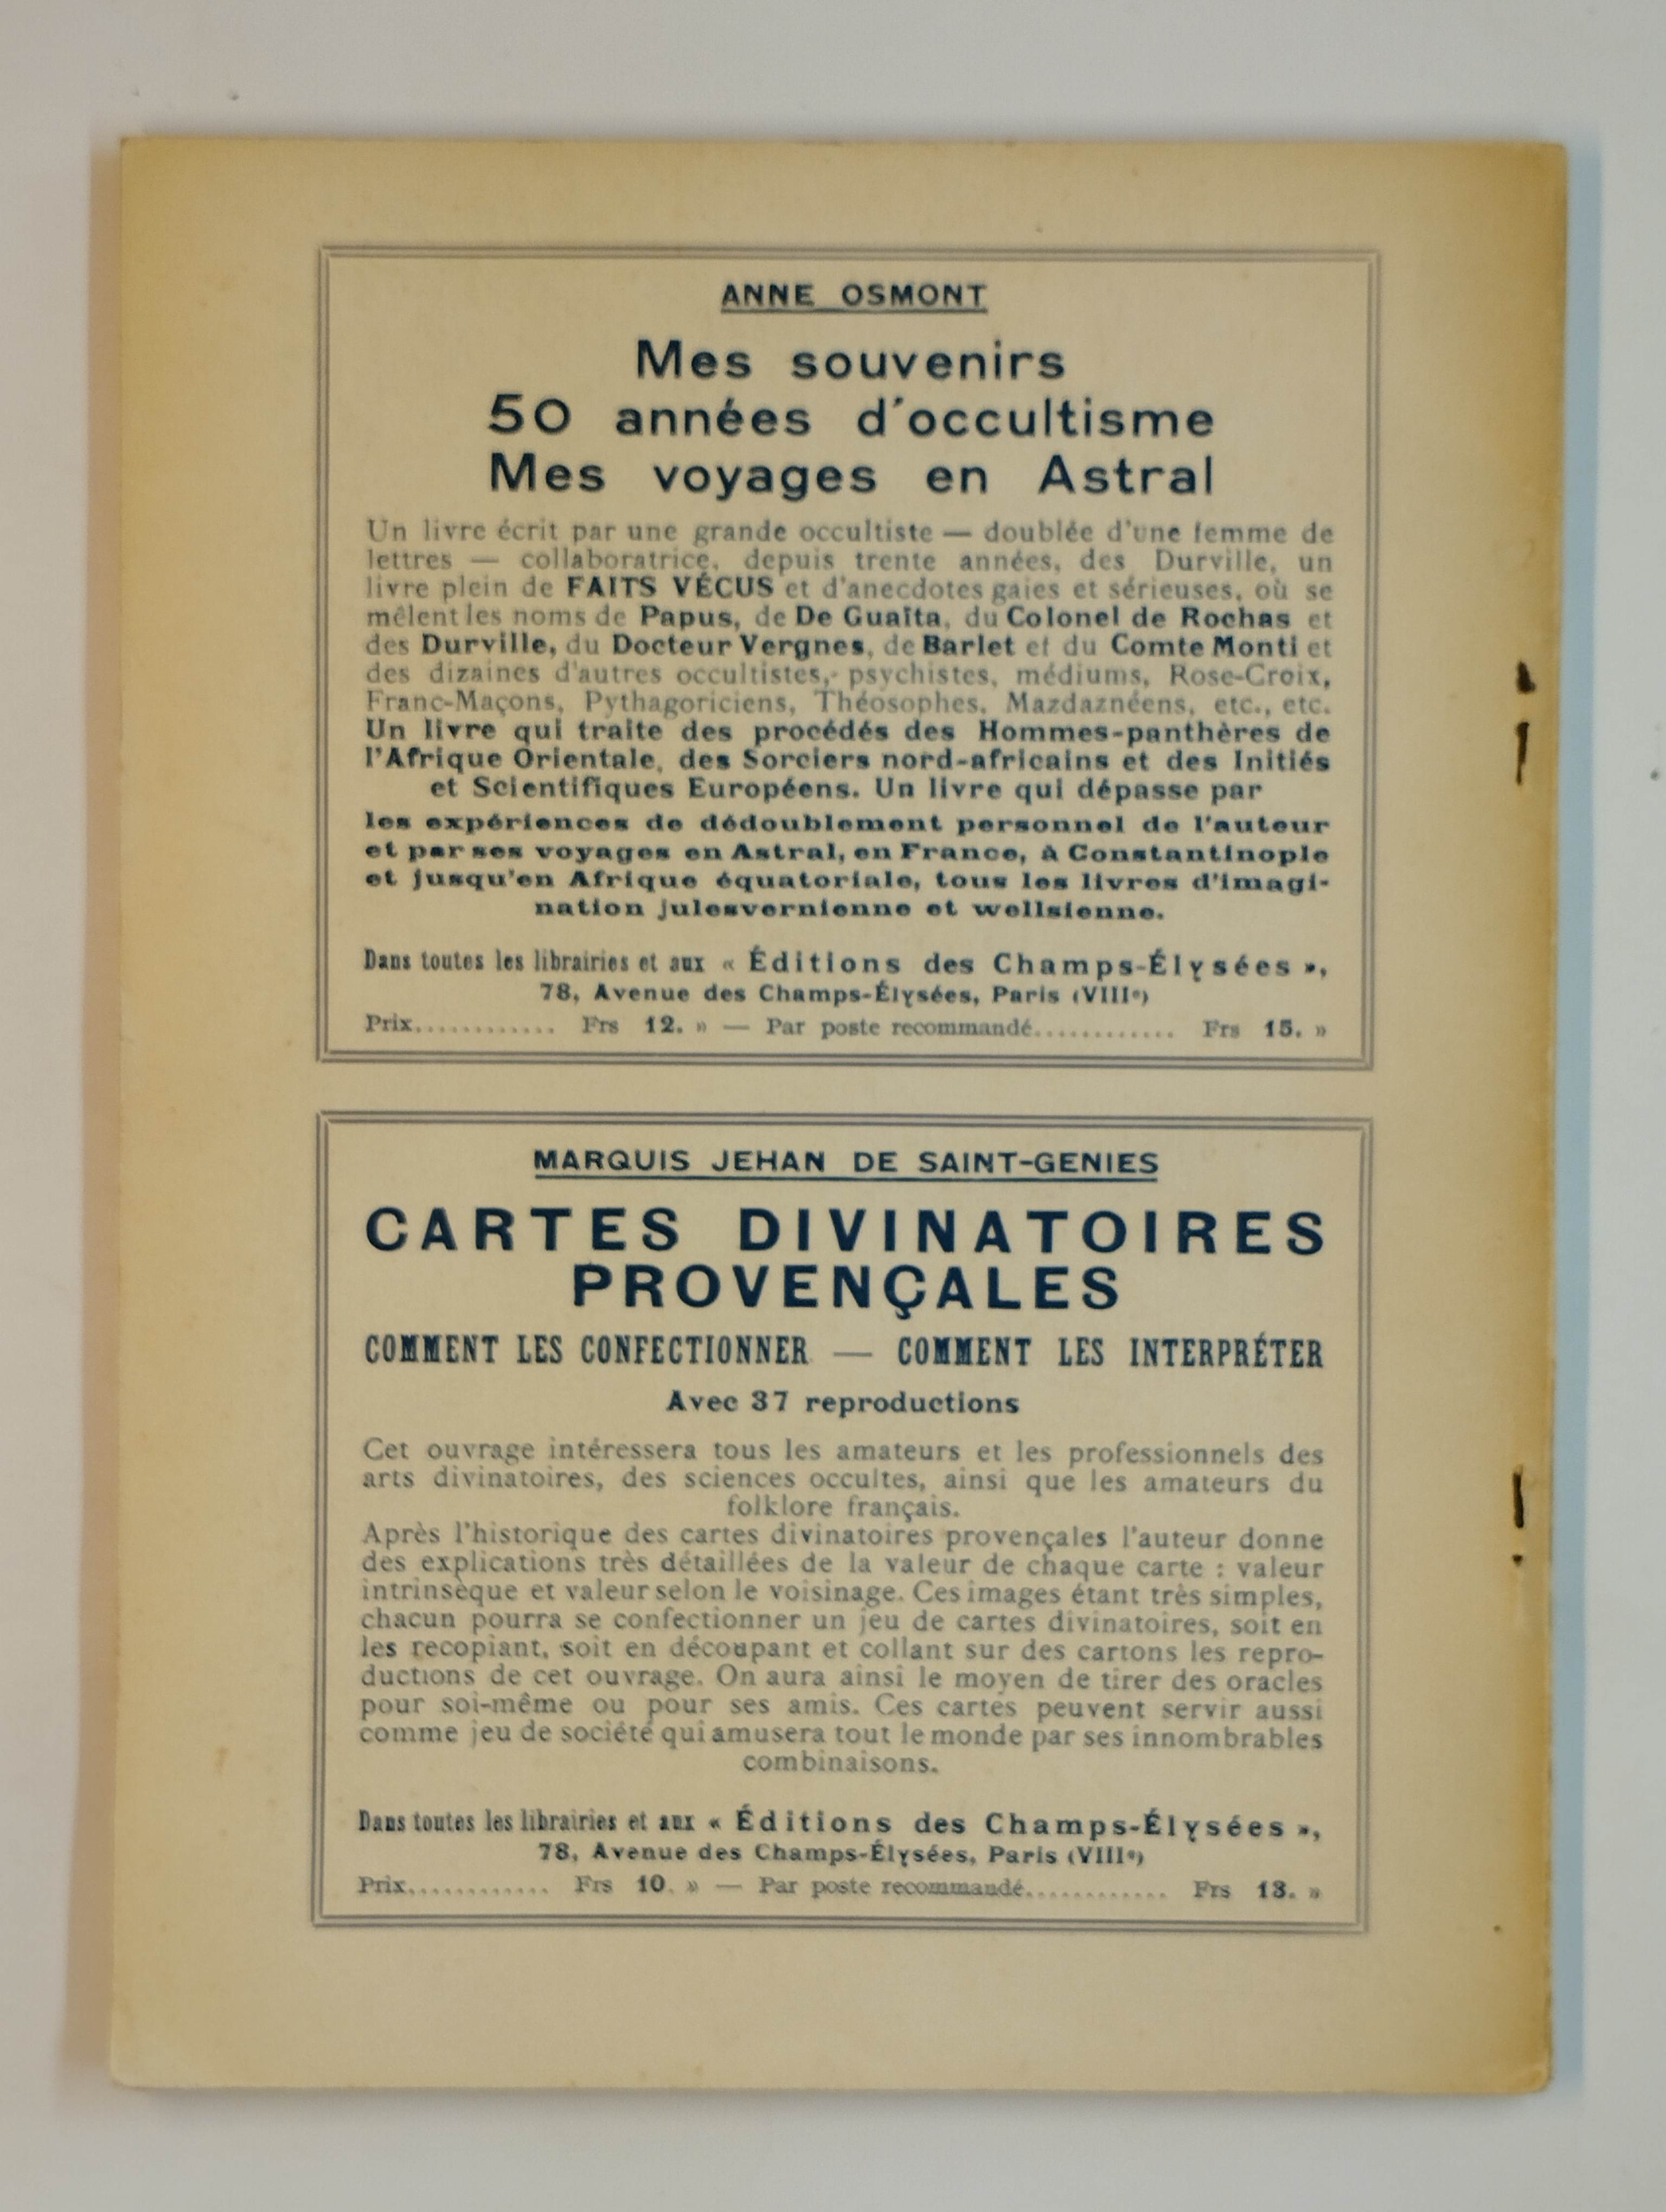 ANNE OSMONT
Mes souvenirs
50 années d'occultisme
Mes voyages en Astral
Un livre écrit par une grande occultiste — doublée d'une femme de
lettres — collaboratrice, depuis trente années, des Durville, un
livre plein de FAITS VÉCUS et d'anecdotes gaies et sérieuses, où se
mêlent les noms de Papus, de De Guaïta, du Colonel de Rochas et
des Durville, du Docteur Vergnes, de Barlet et du Comte Monti et
des dizaines d'autres occultistes, psychistes, médiums, Rose-Croix,
Franc-Maçons, Pythagoriciens, Théosophes, Mazdaznéens, etc., etc.
Un livre qui traite des procédés des Hommes-panthères de
l'Afrique Orientale, des Sorciers nord-africains et des Initiés
et Scientifiques Européens. Un livre qui dépasse par
les expériences de dédoublement personnel de l'auteur
et par ses voyages en Astral, en France, à Constantinople
et jusqu'en Afrique équatoriale, tous les livres d'imagi-
nation julesvernienne et wellsienne.
Dans toutes les librairies et aux « Éditions des Champs-Élysées »,
78, Avenue des Champs-Élysées, Paris (VIIIe)
Prix............ Frs 12. » — Par poste recommandé............ Frs 15. »
MARQUIS JEHAN DE SAINT-GENIES
CARTES DIVINATOIRES
PROVENÇALES
COMMENT LES CONFECTIONNER — COMMENT LES INTERPRÉTER
Avec 37 reproductions
Cet ouvrage intéressera tous les amateurs et les professionnels des
arts divinatoires, des sciences occultes, ainsi que les amateurs du
folklore français.
Après l'historique des cartes divinatoires provençales l'auteur donne
des explications très détaillées de la valeur de chaque carte : valeur
intrinsèque et valeur selon le voisinage. Ces images étant très simples,
chacun pourra se confectionner un jeu de cartes divinatoires, soit en
les recopiant, soit en découpant et collant sur des cartons les repro-
ductions de cet ouvrage. On aura ainsi le moyen de tirer des oracles
pour soi-même ou pour ses amis. Ces cartes peuvent servir aussi
comme jeu de société qui amusera tout le monde par ses innombrables
combinaisons.
Dans toutes les librairies et aux « Éditions des Champs-Élysées »,
78, Avenue des Champs-Élysées, Paris (VIIIe)
Prix............ Frs 10. » — Par poste recommandé............ Frs 13. »